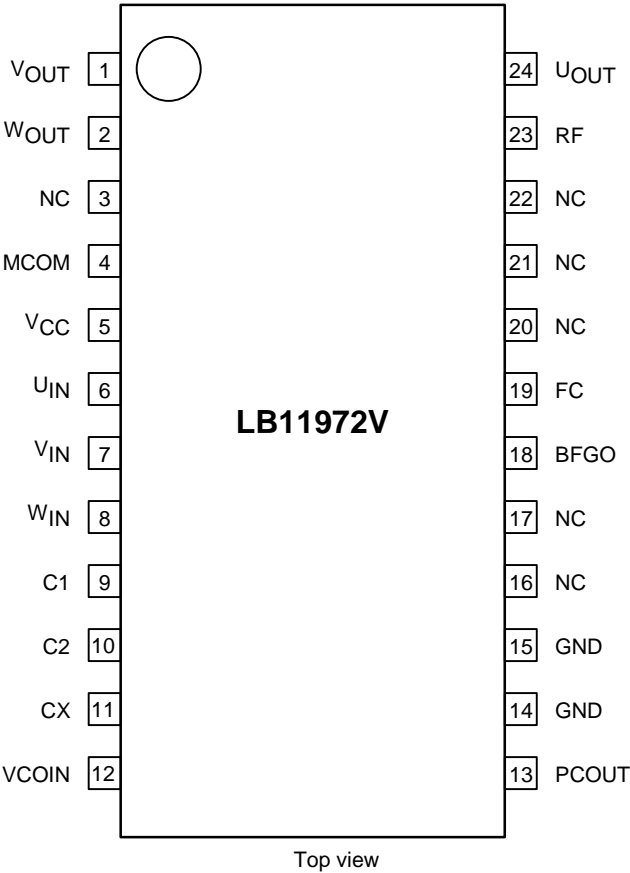 VOUT 1 24 UOUT
WOUT 2 23 RF
NC 3 22 NC
MCOM 4 21 NC
VCC 5 20 NC
UIN 6 19 FC
LB11972V
VIN 7 18 BFGO
WIN 8 17 NC
C1 9 16 NC
C2 10 15 GND
CX 11 14 GND
VCOIN 12 13 PCOUT
Top view